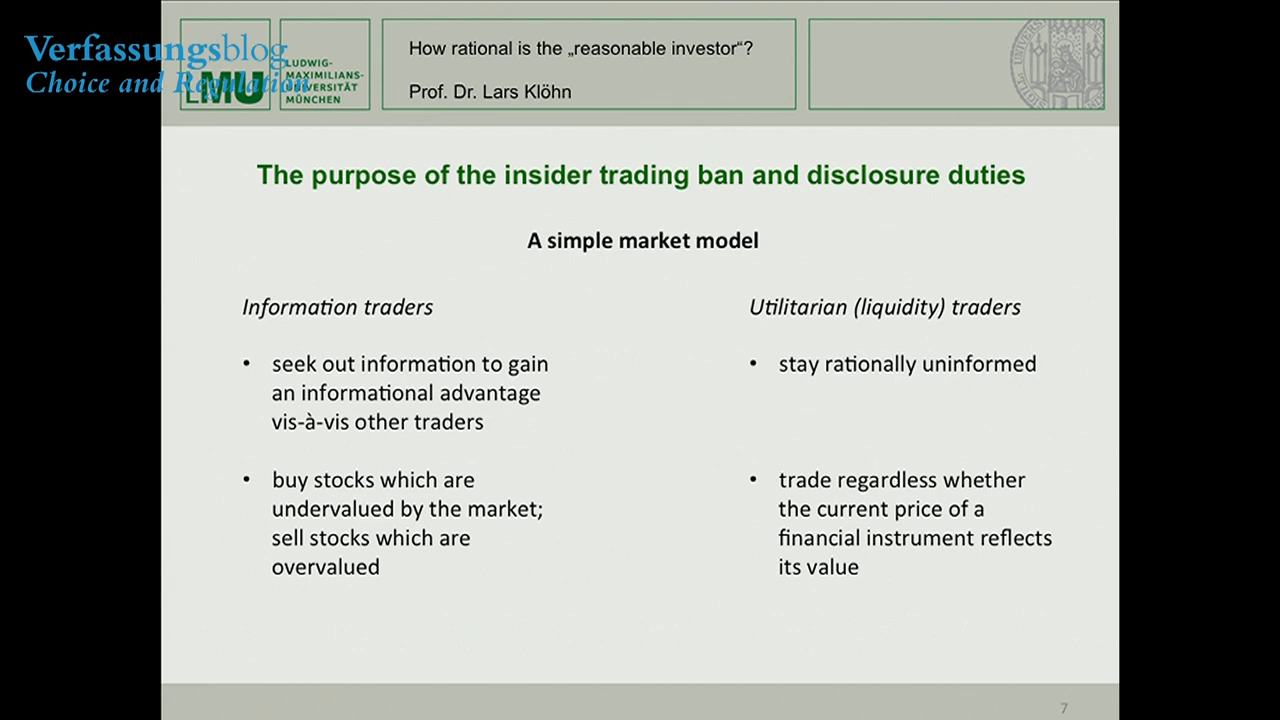 Verfassungsblog
Choice and Regulation
LMU
LUDWIG-
MAXIMILIANS-
UNIVERSITÄT
MÜNCHEN
How rational is the „reasonable investor“?
Prof. Dr. Lars Klöhn
The purpose of the insider trading ban and disclosure duties
A simple market model
Information traders
• seek out information to gain
an informational advantage
vis-à-vis other traders
• buy stocks which are
undervalued by the market;
sell stocks which are
overvalued
Utilitarian (liquidity) traders
• stay rationally uninformed
• trade regardless whether
the current price of a
financial instrument reflects
its value
7